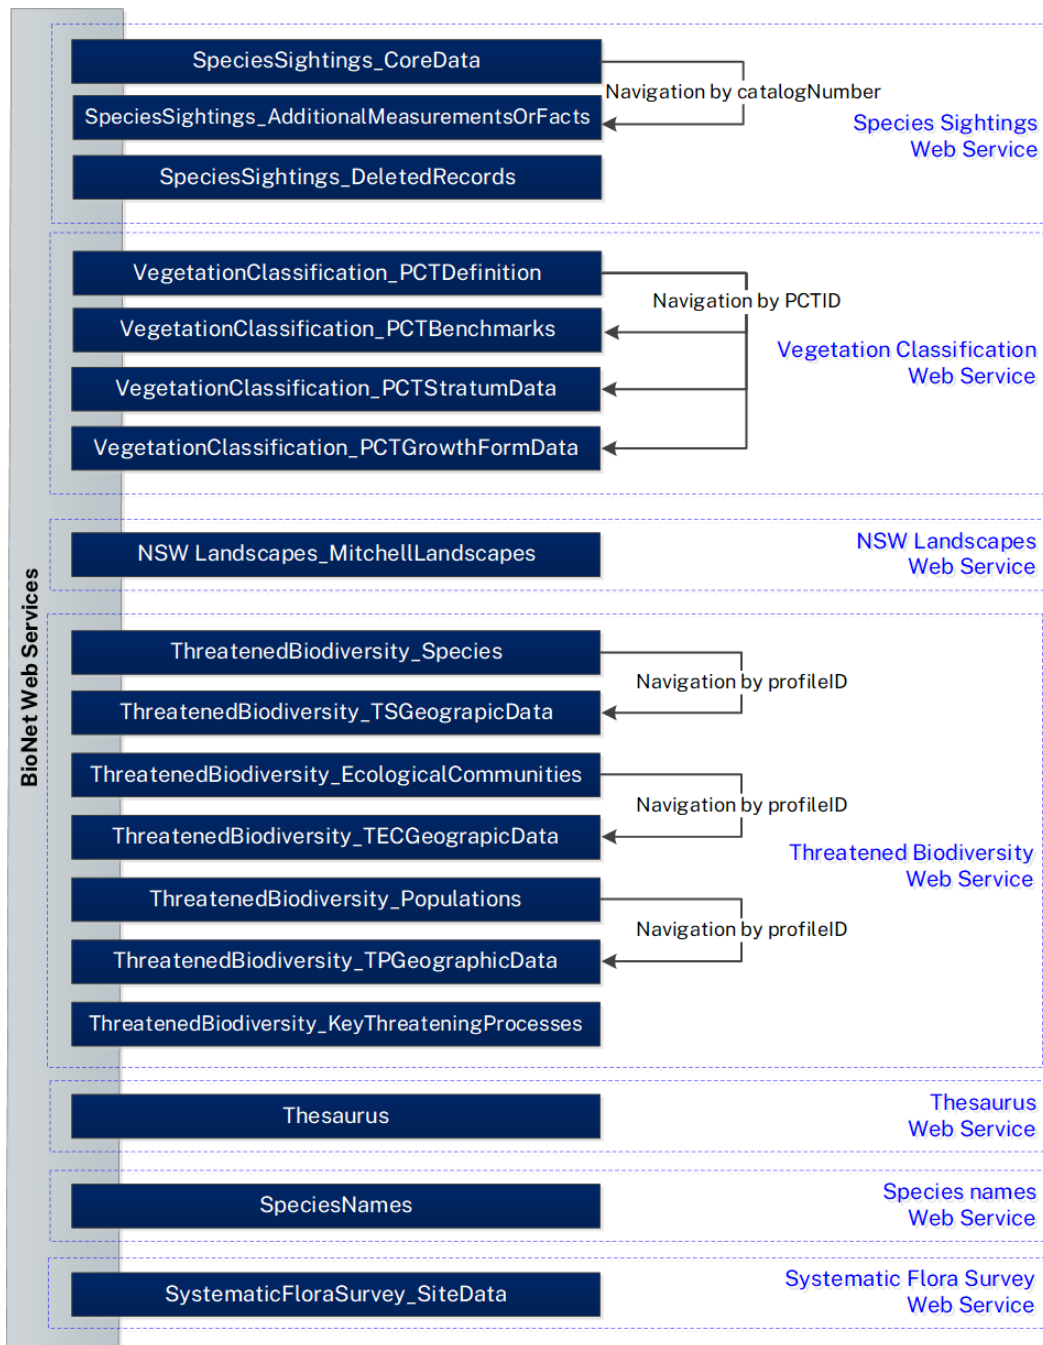 BioNet Web Services
SpeciesSightings_CoreData
Navigation by catalogNumber
SpeciesSightings_AdditionalMeasurementsOrFacts
Species Sightings
Web Service
SpeciesSightings_DeletedRecords
VegetationClassification_PCTDefinition
Navigation by PCTID
VegetationClassification_PCTBenchmarks
Vegetation Classification
Web Service
VegetationClassification_PCTStratumData
VegetationClassification_PCTGrowthFormData
NSW Landscapes_MitchellLandscapes
NSW Landscapes
Web Service
ThreatenedBiodiversity_Species
Navigation by profileID
ThreatenedBiodiversity_TSGeograpicData
ThreatenedBiodiversity_EcologicalCommunities
Navigation by profileID
ThreatenedBiodiversity_TECGeograpicData
Threatened Biodiversity
Web Service
ThreatenedBiodiversity_Populations
Navigation by profileID
ThreatenedBiodiversity_TPGeographicData
ThreatenedBiodiversity_KeyThreateningProcesses
Thesaurus
Thesaurus
Web Service
SpeciesNames
Species names
Web Service
SystematicFloraSurvey_SiteData
Systematic Flora Survey
Web Service